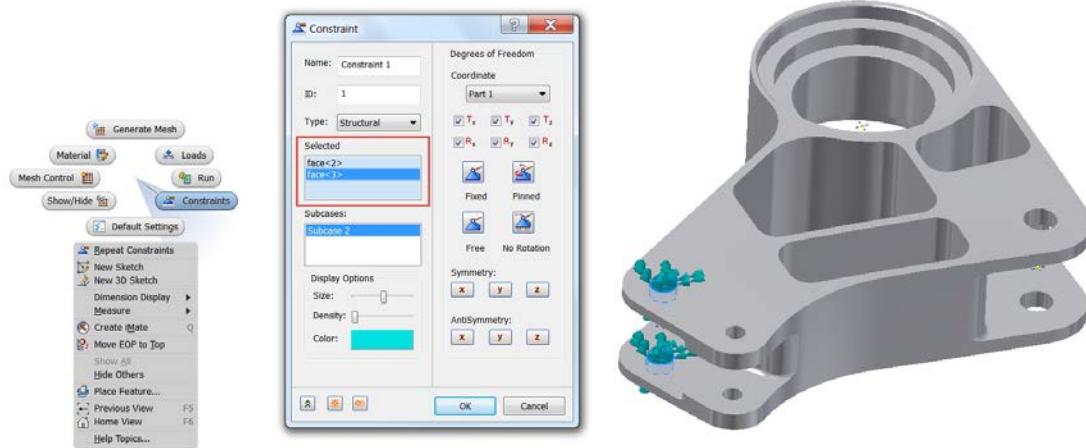 Generate Mesh
Material
Loads
Mesh Control
Run
Show/Hide
Constraints
Default Settings
Repeat Constraints
New Sketch
New 3D Sketch
Dimension Display
Measure
Create iMate Q
Move EOP to Top
Show All
Hide Others
Place Feature...
Previous View F5
Home View F6
Help Topics...
Constraint
Name: Constraint 1
ID: 1
Type: Structural
Selected
face<2>
face<3>
Subcases:
Subcase 2
Display Options
Size:
Density:
Color:
Degrees of Freedom
Coordinate
Part 1
Tx Ty Tz
Rx Ry Rz
Fixed Pinned
Free No Rotation
Symmetry:
x y z
AntiSymmetry:
x y z
OK Cancel